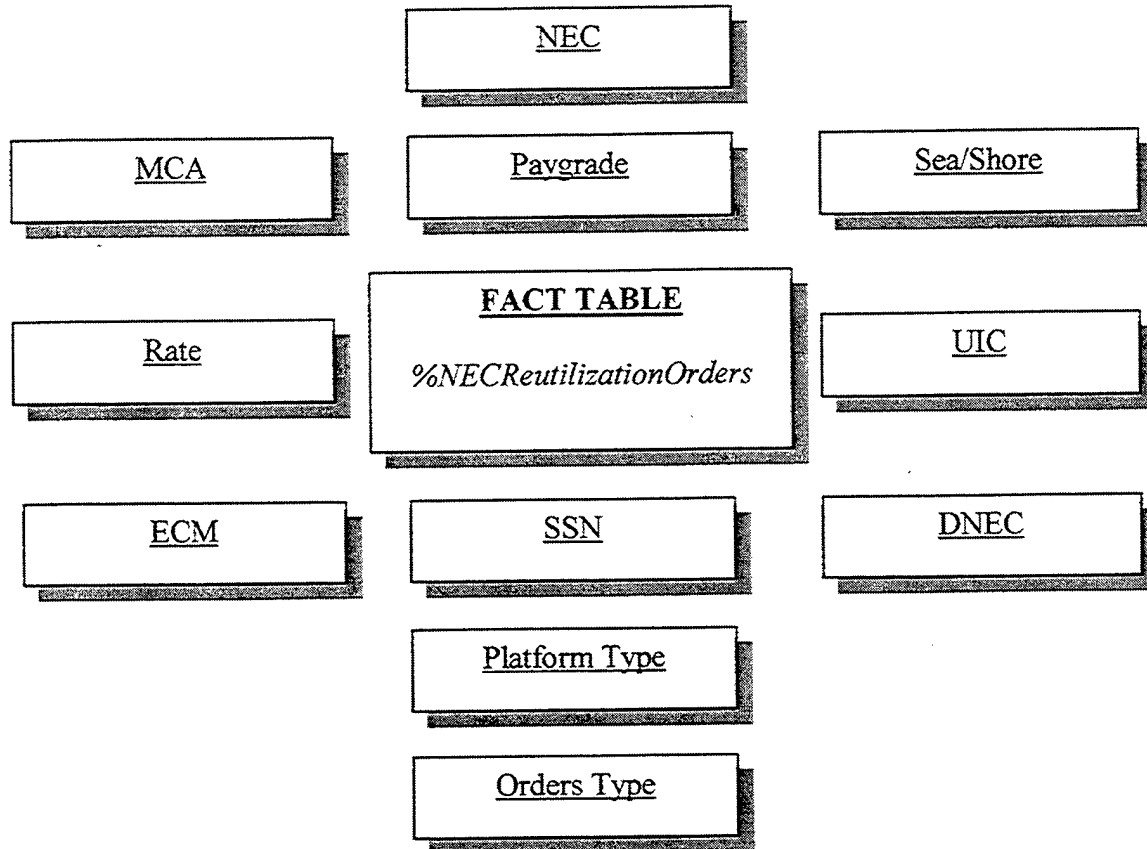 NEC
MCA
Paygrade
Sea/Shore
FACT TABLE
%NECReutilizationOrders
Rate
UIC
ECM
SSN
DNEC
Platform Type
Orders Type